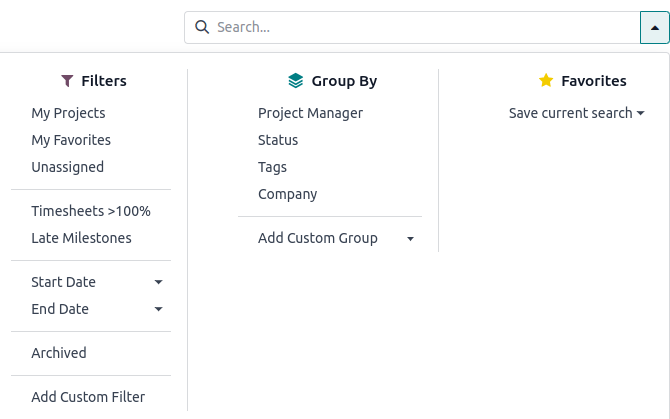 Search...
Filters
My Projects
My Favorites
Unassigned
Timesheets >100%
Late Milestones
Start Date
End Date
Archived
Add Custom Filter
Group By
Project Manager
Status
Tags
Company
Add Custom Group
Favorites
Save current search